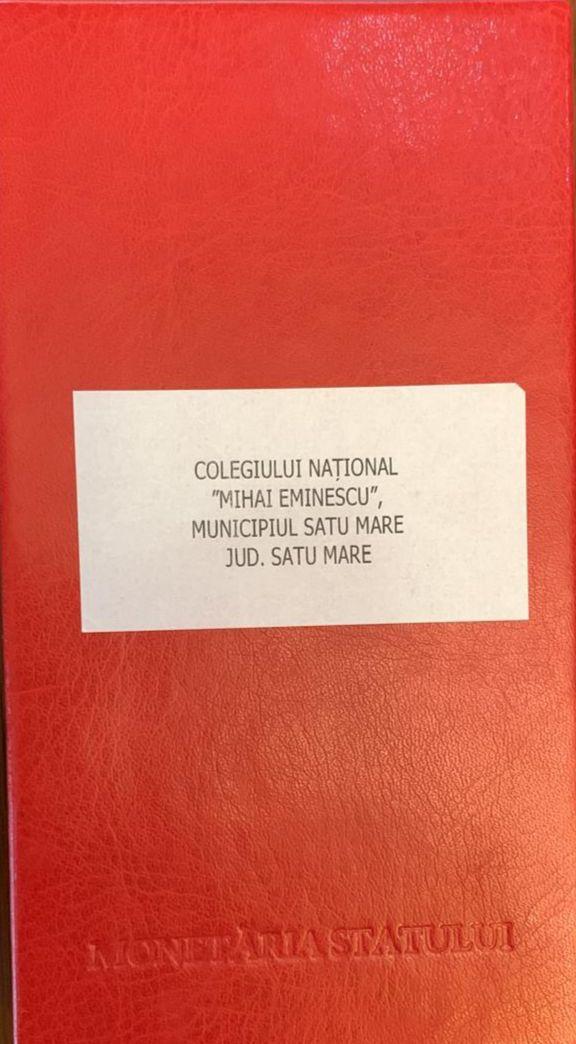 COLEGIULUI NAȚIONAL
”MIHAI EMINESCU”,
MUNICIPIUL SATU MARE
JUD. SATU MARE
MONETĂRIA STATULUI